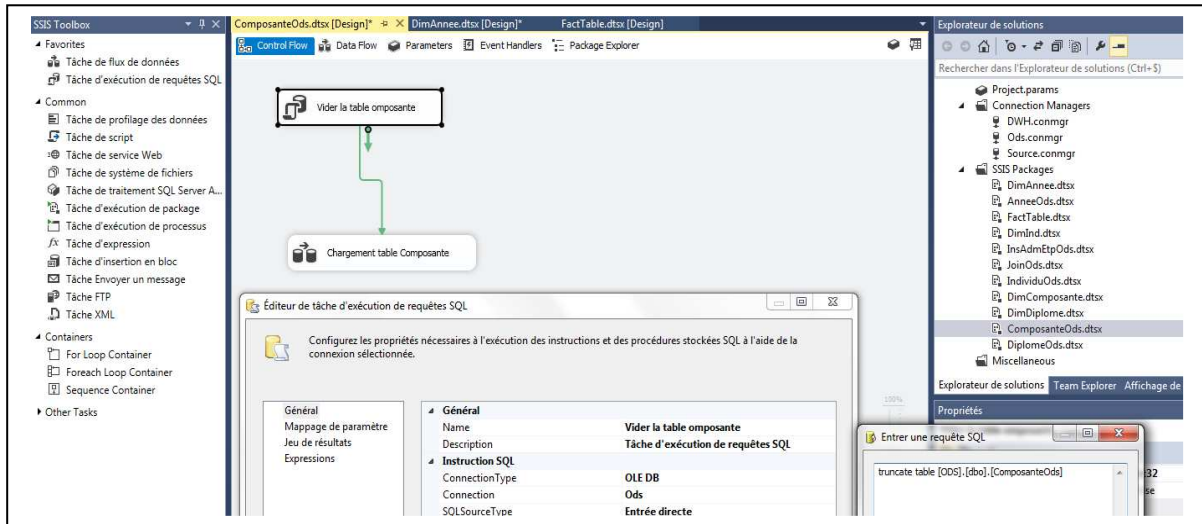 SSIS Toolbox
Favorites
Tâche de flux de données
Tâche d'exécution de requêtes SQL
Common
Tâche de profilage des données
Tâche de script
Tâche de service Web
Tâche de système de fichiers
Tâche de traitement SQL Server A...
Tâche d'exécution de package
Tâche d'exécution de processus
Tâche d'expression
Tâche d'insertion en bloc
Tâche Envoyer un message
Tâche FTP
Tâche XML
Containers
For Loop Container
Foreach Loop Container
Sequence Container
Other Tasks
ComposanteOds.dtsx [Design]* DimAnnee.dtsx [Design]* FactTable.dtsx [Design]
Control Flow Data Flow Parameters Event Handlers Package Explorer
Vider la table omposante
Chargement table Composante
100%
Éditeur de tâche d'exécution de requêtes SQL
Configurez les propriétés nécessaires à l'exécution des instructions et des procédures stockées SQL à l'aide de la
connexion sélectionnée.
Général
Mappage de paramètre
Jeu de résultats
Expressions
Général
Name Vider la table omposante
Description Tâche d'exécution de requêtes SQL
Instruction SQL
ConnectionType OLE DB
Connection Ods
SQLSourceType Entrée directe
Explorateur de solutions
Rechercher dans l'Explorateur de solutions (Ctrl+$)
Project.params
Connection Managers
DWH.conmgr
Ods.conmgr
Source.conmgr
SSIS Packages
DimAnnee.dtsx
AnneeOds.dtsx
FactTable.dtsx
DimInd.dtsx
InsAdmEtpOds.dtsx
JoinOds.dtsx
IndividuOds.dtsx
DimComposante.dtsx
DimDiplome.dtsx
ComposanteOds.dtsx
DiplomeOds.dtsx
Miscellaneous
Explorateur de solutions Team Explorer Affichage de
Propriétés
Entrer une requête SQL
truncate table [ODS].[dbo].[ComposanteOds]
:32
se